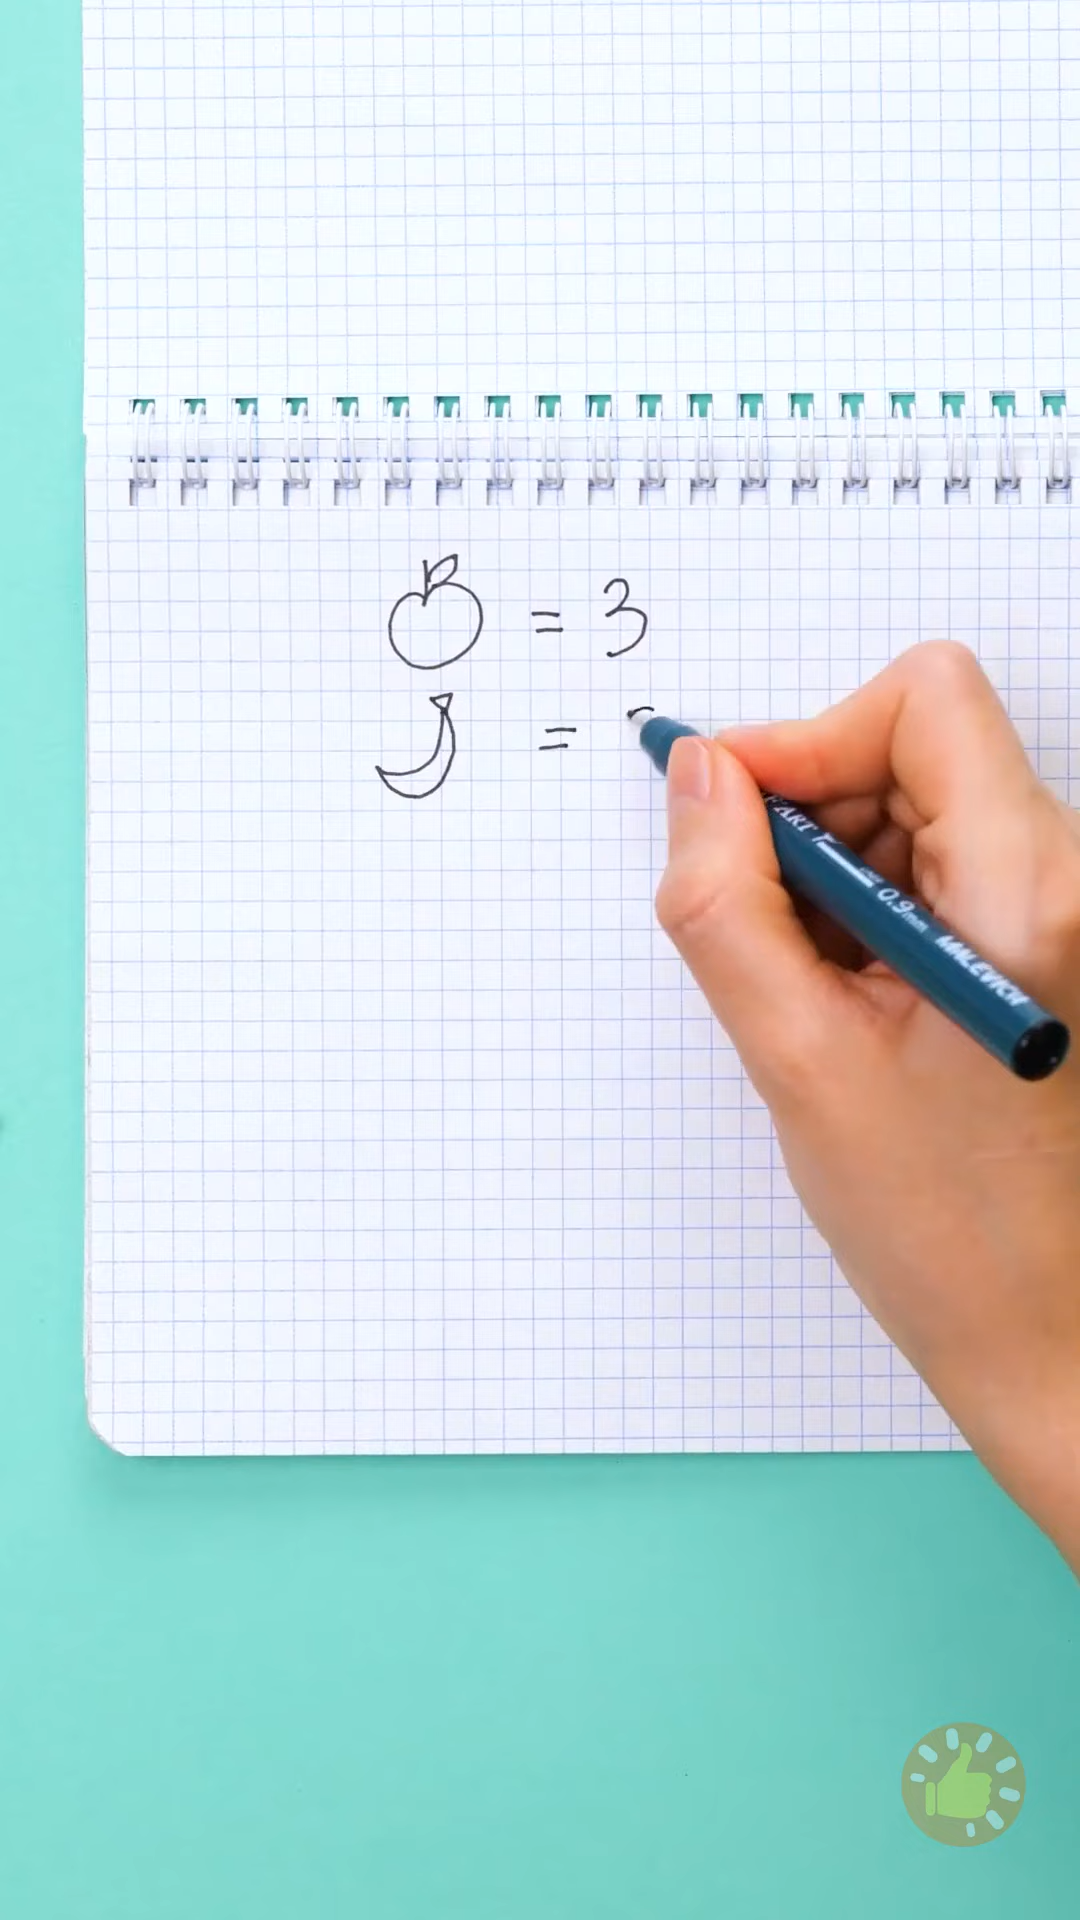 = 3
=
ART 0.9mm MALEVICH